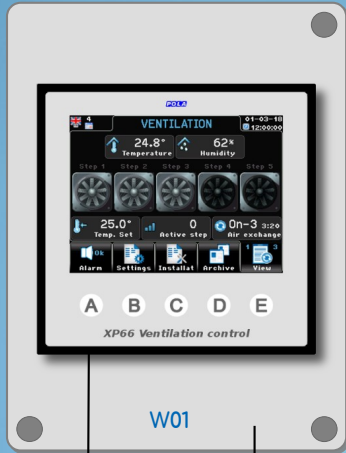 POLA
4 VENTILATION 01-03-18
12:00:00
24.8° 62%
Temperature Humidity
Step 1 Step 2 Step 3 Step 4 Step 5
25.0° 0 On-3 3:20
Temp. Set Active step Air exchange
Ok 1 3
Alarm Settings Installat Archive View
A B C D E
XP66 Ventilation control
W01